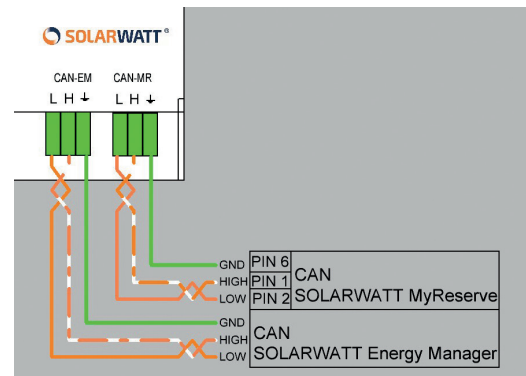 SOLARWATT®
CAN-EM CAN-MR
L H L H
GND PIN 6
HIGH PIN 1 CAN
LOW PIN 2 SOLARWATT MyReserve
GND
HIGH CAN
LOW SOLARWATT Energy Manager